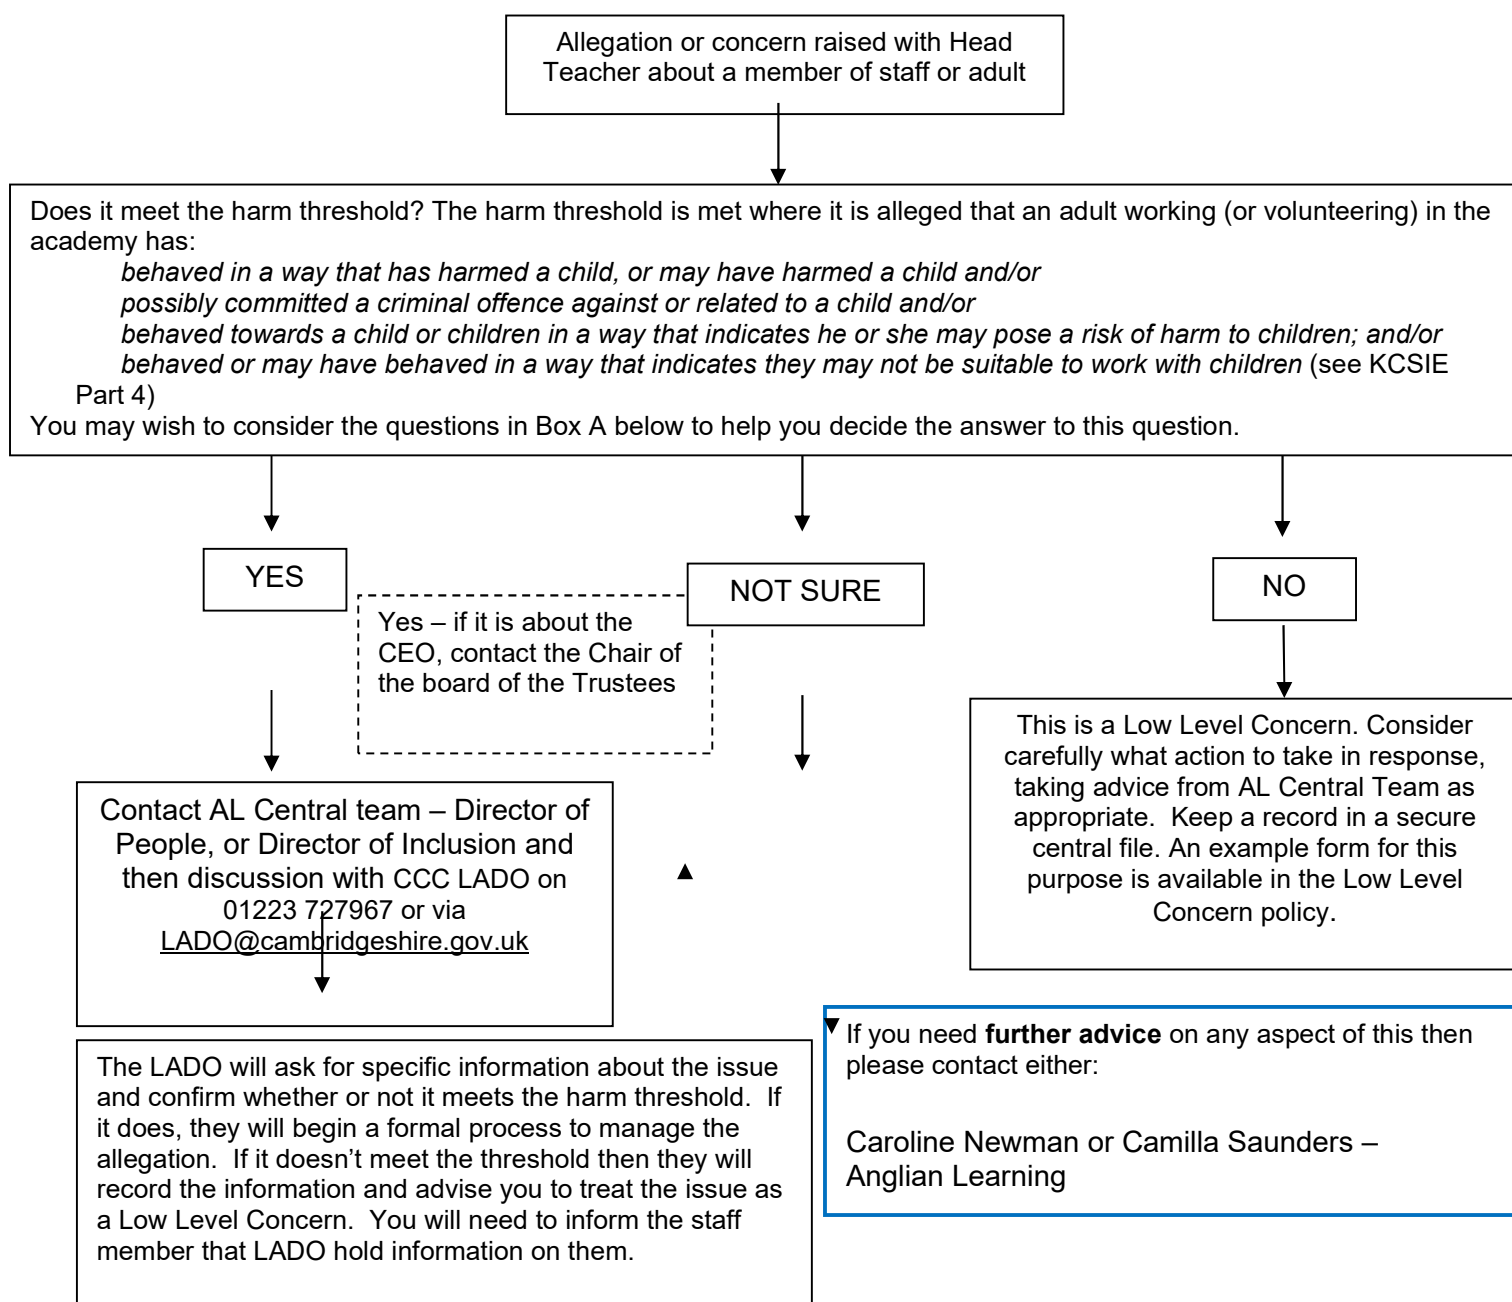 Allegation or concern raised with Head
Teacher about a member of staff or adult
Does it meet the harm threshold? The harm threshold is met where it is alleged that an adult working (or volunteering) in the
academy has:
behaved in a way that has harmed a child, or may have harmed a child and/or
possibly committed a criminal offence against or related to a child and/or
behaved towards a child or children in a way that indicates he or she may pose a risk of harm to children; and/or
behaved or may have behaved in a way that indicates they may not be suitable to work with children (see KCSIE
Part 4)
You may wish to consider the questions in Box A below to help you decide the answer to this question.
YES
Yes – if it is about the
CEO, contact the Chair of
the board of the Trustees
NOT SURE
NO
Contact AL Central team – Director of
People, or Director of Inclusion and
then discussion with CCC LADO on
01223 727967 or via
LADO@cambridgeshire.gov.uk
This is a Low Level Concern. Consider
carefully what action to take in response,
taking advice from AL Central Team as
appropriate.  Keep a record in a secure
central file. An example form for this
purpose is available in the Low Level
Concern policy.
The LADO will ask for specific information about the issue
and confirm whether or not it meets the harm threshold.  If
it does, they will begin a formal process to manage the
allegation.  If it doesn’t meet the threshold then they will
record the information and advise you to treat the issue as
a Low Level Concern.  You will need to inform the staff
member that LADO hold information on them.
If you need further advice on any aspect of this then
please contact either:
Caroline Newman or Camilla Saunders –
Anglian Learning